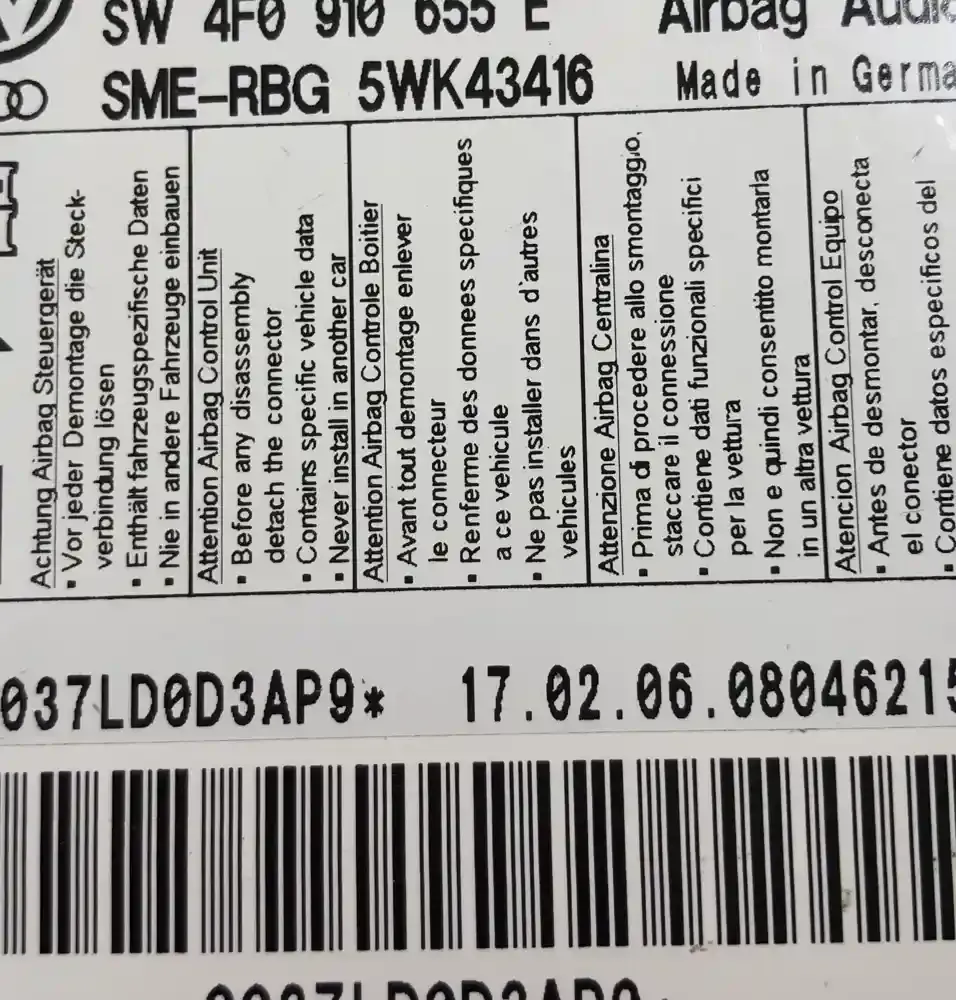 SW 4F0 910 655 E Airbag Audi
SME-RBG 5WK43416 Made in Germa
Achtung Airbag Steuergerät
▪ Vor jeder Demontage die Steck-
verbindung lösen
▪ Enthält fahrzeugspezifische Daten
▪ Nie in andere Fahrzeuge einbauen
Attention Airbag Control Unit
▪ Before any disassembly
detach the connector
▪ Contains specific vehicle data
▪ Never install in another car
Attention Airbag Controle Boitier
▪ Avant tout demontage enlever
le connecteur
▪ Renferme des donnees specifiques
a ce vehicule
▪ Ne pas installer dans d'autres
vehicules
Attenzione Airbag Centralina
▪ Prima di procedere allo smontaggio,
staccare il connessione
▪ Contiene dati funzionali specifici
per la vettura
▪ Non e quindi consentito montarla
in un altra vettura
Atencion Airbag Control Equipo
▪ Antes de desmontar, desconecta
el conector
▪ Contiene datos especificos del
037LD0D3AP9* 17.02.06.08046215
0037LD0D3AP9*